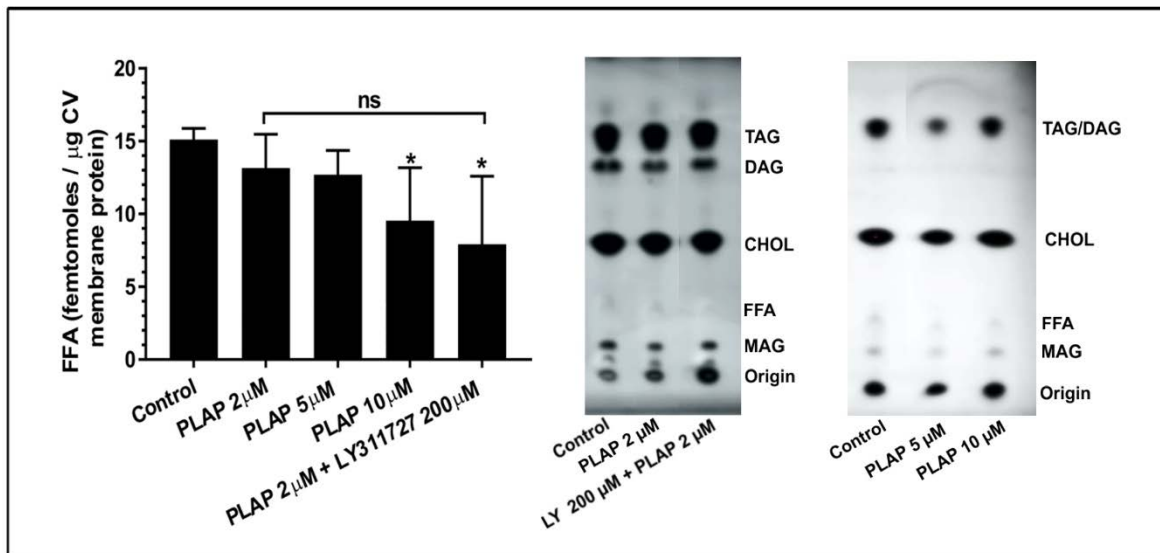 FFA (femtomoles / µg CV
membrane protein)
20
15
10
5
0
ns
*
*
Control
PLAP 2µM
PLAP 5µM
PLAP 10µM
PLAP 2µM + LY311727 200µM
TAG
DAG
CHOL
FFA
MAG
Origin
Control
PLAP 2 µM
LY 200 µM + PLAP 2 µM
TAG/DAG
CHOL
FFA
MAG
Origin
Control
PLAP 5 µM
PLAP 10 µM